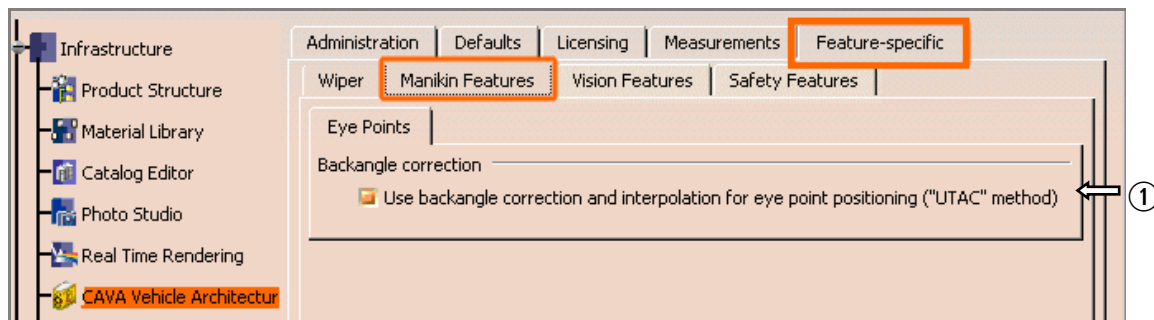 Infrastructure
Product Structure
Material Library
Catalog Editor
Photo Studio
Real Time Rendering
CAVA Vehicle Architectur
Administration Defaults Licensing Measurements Feature-specific
Wiper Manikin Features Vision Features Safety Features
Eye Points
Backangle correction
Use backangle correction and interpolation for eye point positioning ("UTAC" method)
①